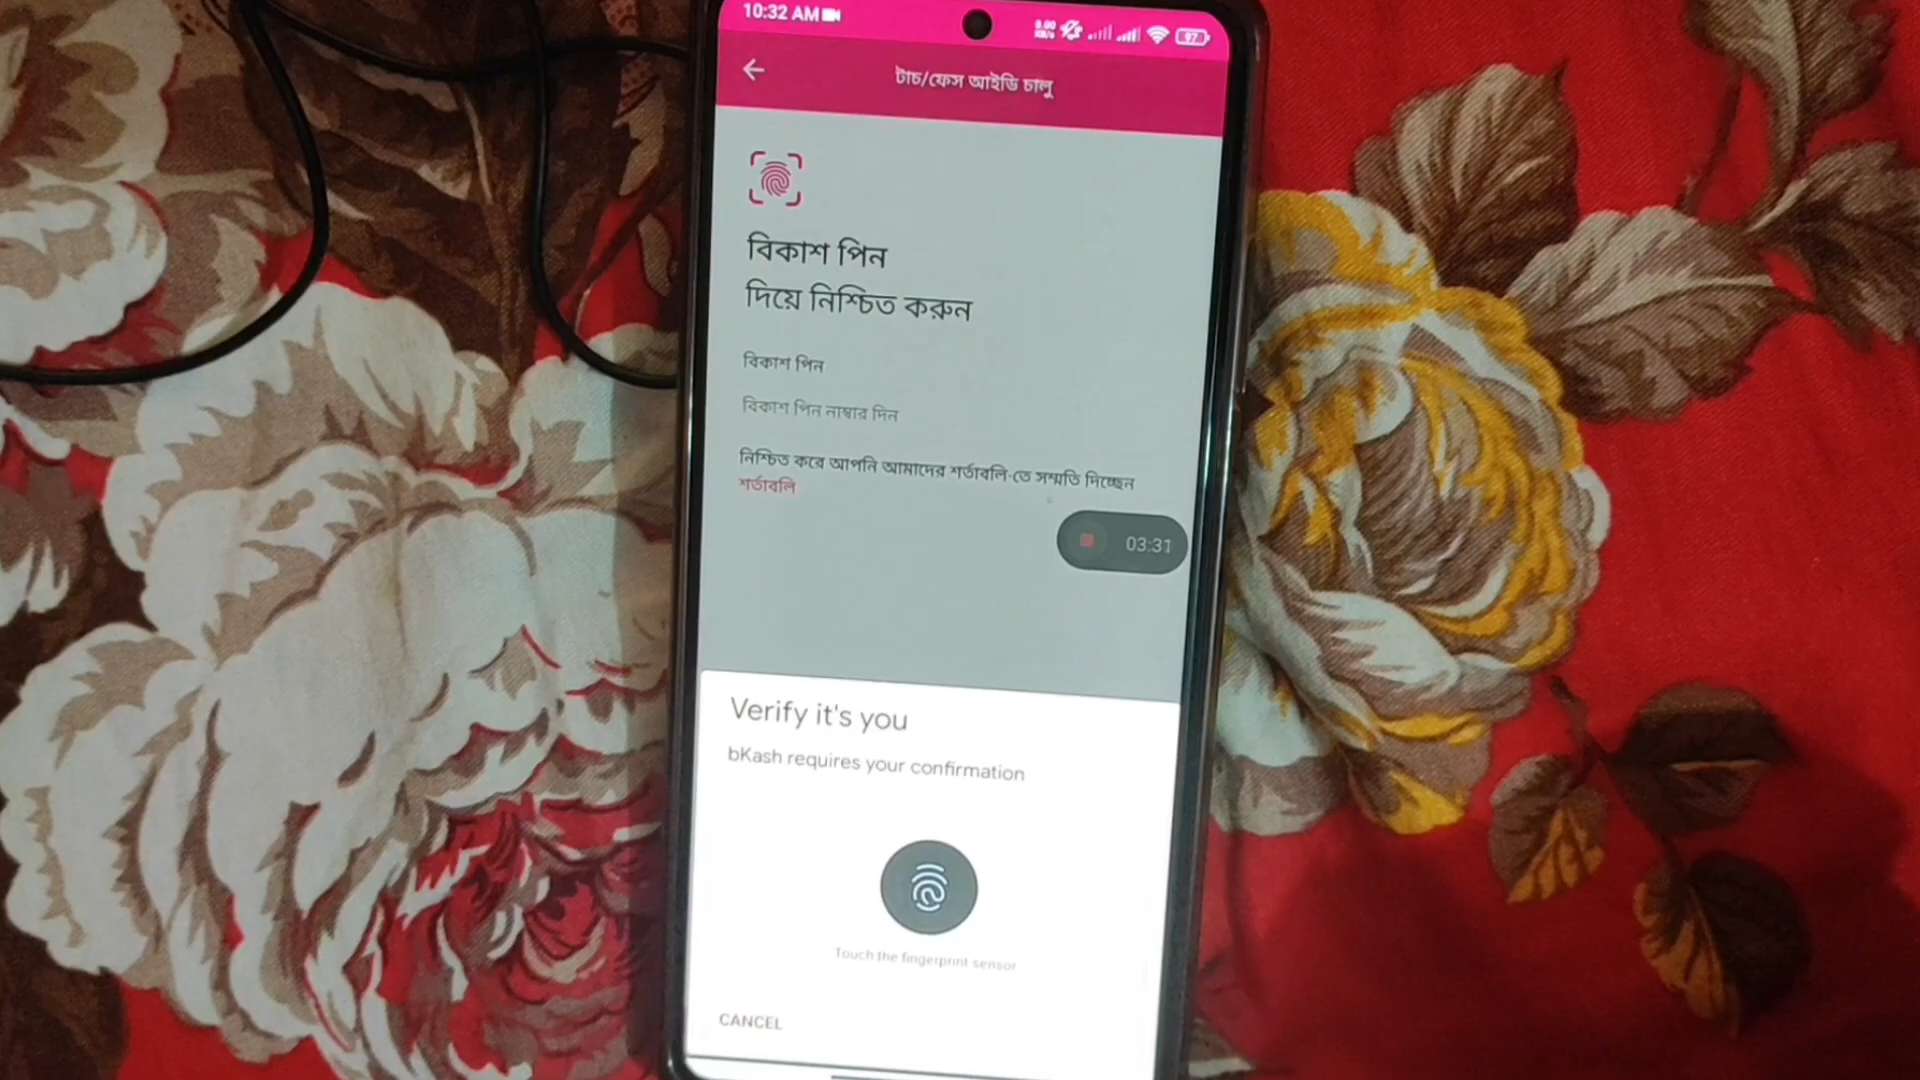 10:32 AM
97
টাচ/ফেস আইডি চালু
বিকাশ পিন
দিয়ে নিশ্চিত করুন
বিকাশ পিন
বিকাশ পিন নাম্বার দিন
নিশ্চিত করে আপনি আমাদের শর্তাবলি-তে সম্মতি দিচ্ছেন
শর্তাবলি
03:31
Verify it's you
bKash requires your confirmation
Touch the fingerprint sensor
CANCEL